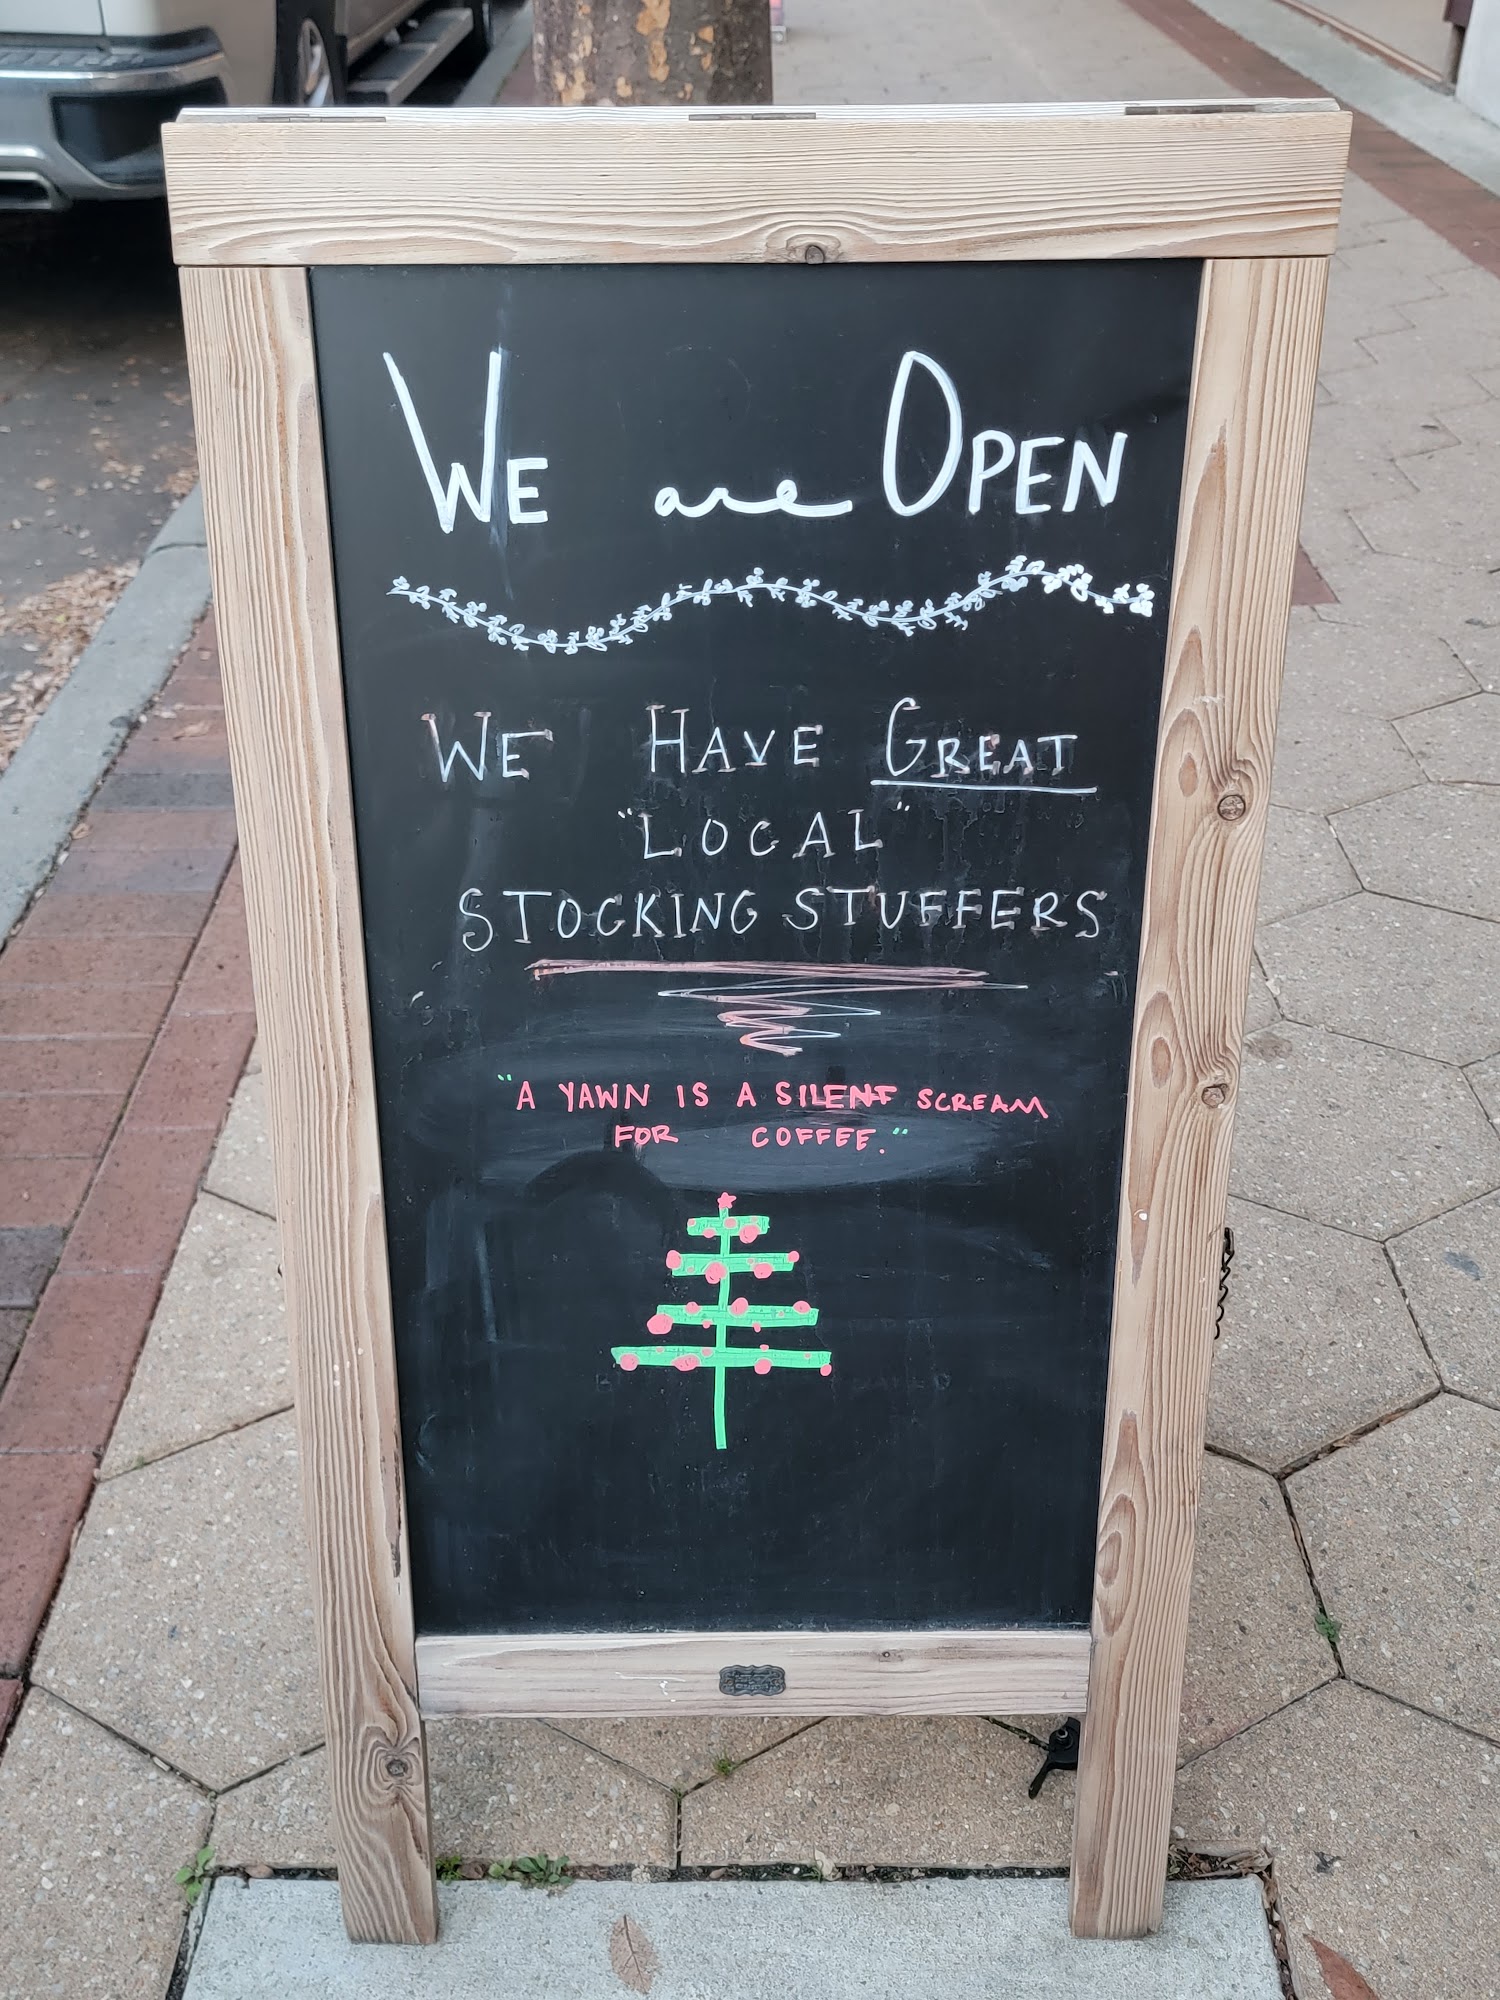 WE are OPEN
WE HAVE GREAT
"LOCAL"
STOCKING STUFFERS
"A YAWN IS A SILENT SCREAM
FOR COFFEE."